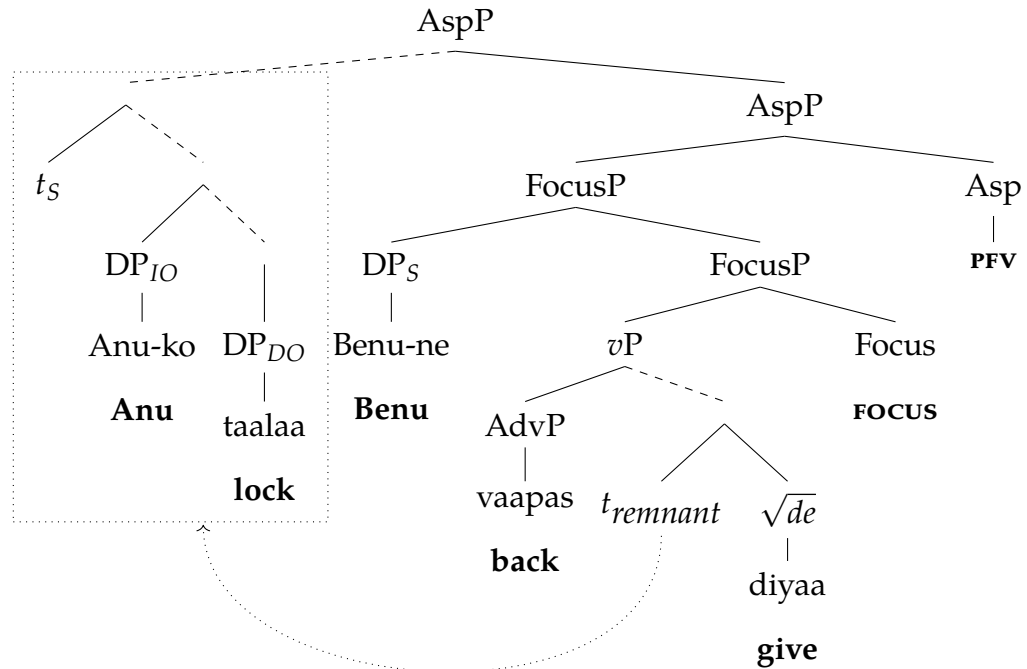 AspP
AspP
t_S
FocusP
Asp
DP_IO
DP_S
FocusP
PFV
Anu-ko
DP_DO
Benu-ne
vP
Focus
Anu
taalaa
Benu
AdvP
FOCUS
lock
vaapas
t_remnant
√de
back
diyaa
give